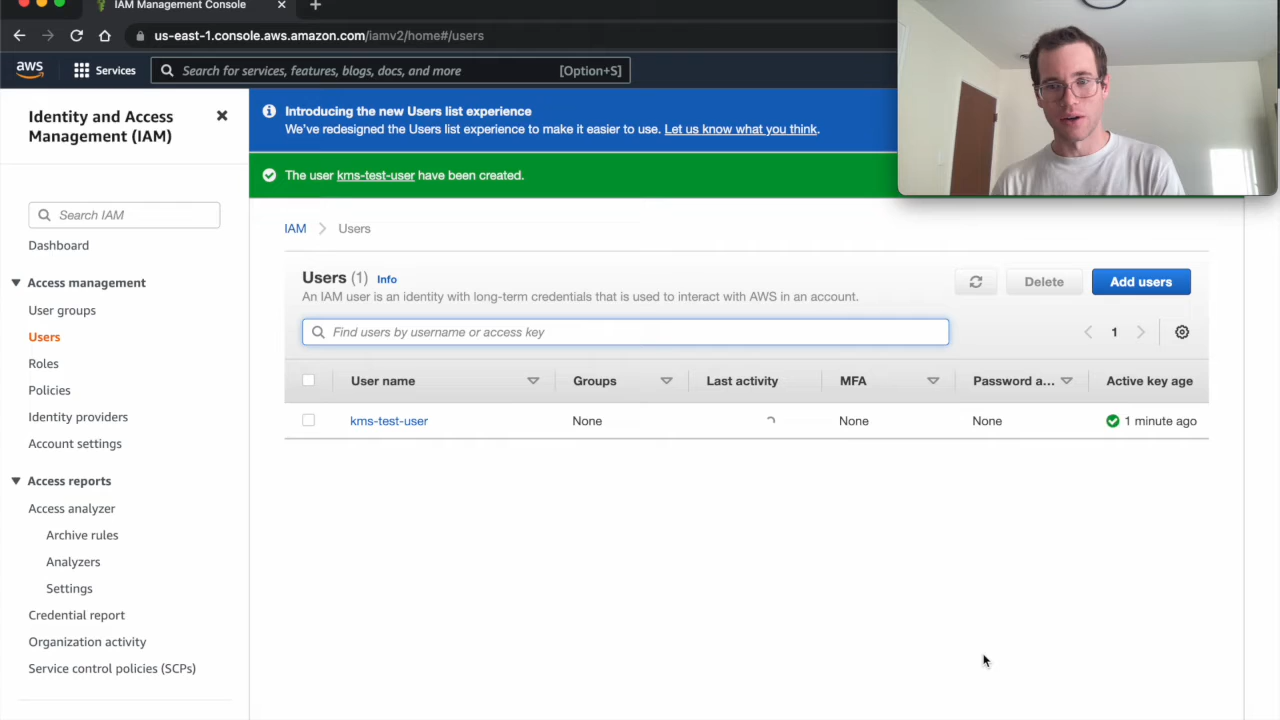 IAM Management Console
us-east-1.console.aws.amazon.com/iamv2/home#/users
aws
Services
Search for services, features, blogs, docs, and more
[Option+S]
Identity and Access
Management (IAM)
Search IAM
Dashboard
Access management
User groups
Users
Roles
Policies
Identity providers
Account settings
Access reports
Access analyzer
Archive rules
Analyzers
Settings
Credential report
Organization activity
Service control policies (SCPs)
Introducing the new Users list experience
We've redesigned the Users list experience to make it easier to use. Let us know what you think.
The user kms-test-user have been created.
IAM
Users
Users (1) Info
An IAM user is an identity with long-term credentials that is used to interact with AWS in an account.
Delete
Add users
Find users by username or access key
1
User name Groups Last activity MFA Password a... Active key age
kms-test-user None None None 1 minute ago